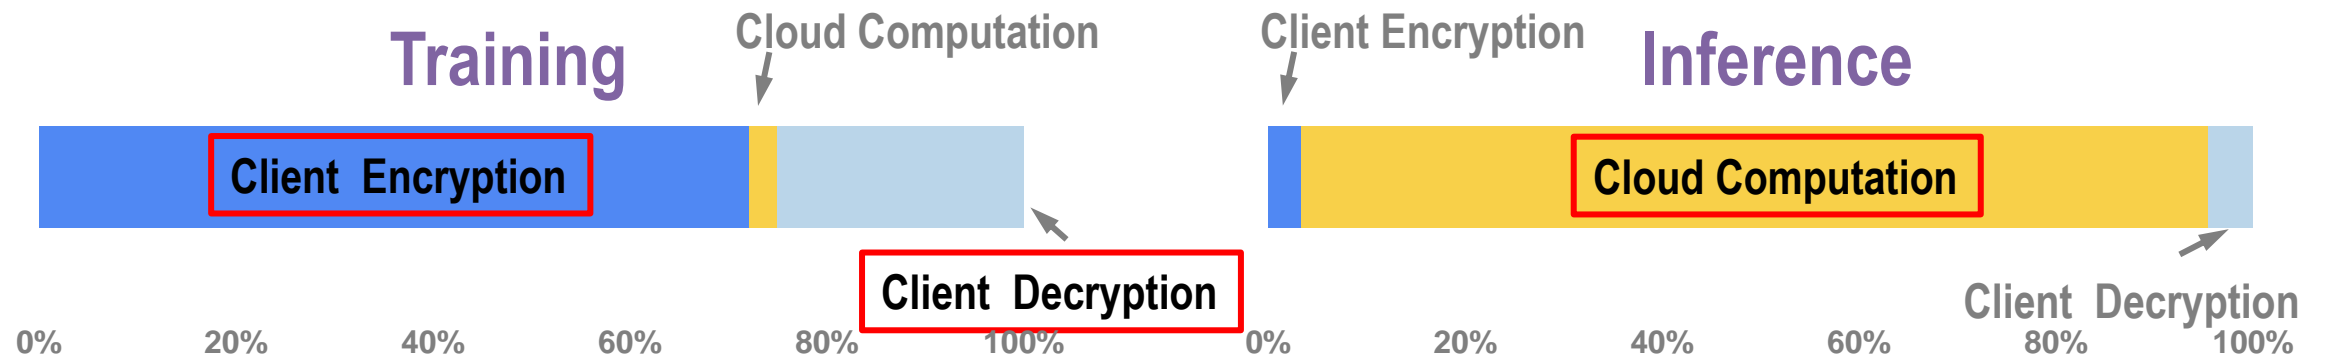 Training
Cloud Computation
Client Encryption
Client Decryption
0% 20% 40% 60% 80% 100%
Client Encryption
Inference
Cloud Computation
Client Decryption
0% 20% 40% 60% 80% 100%